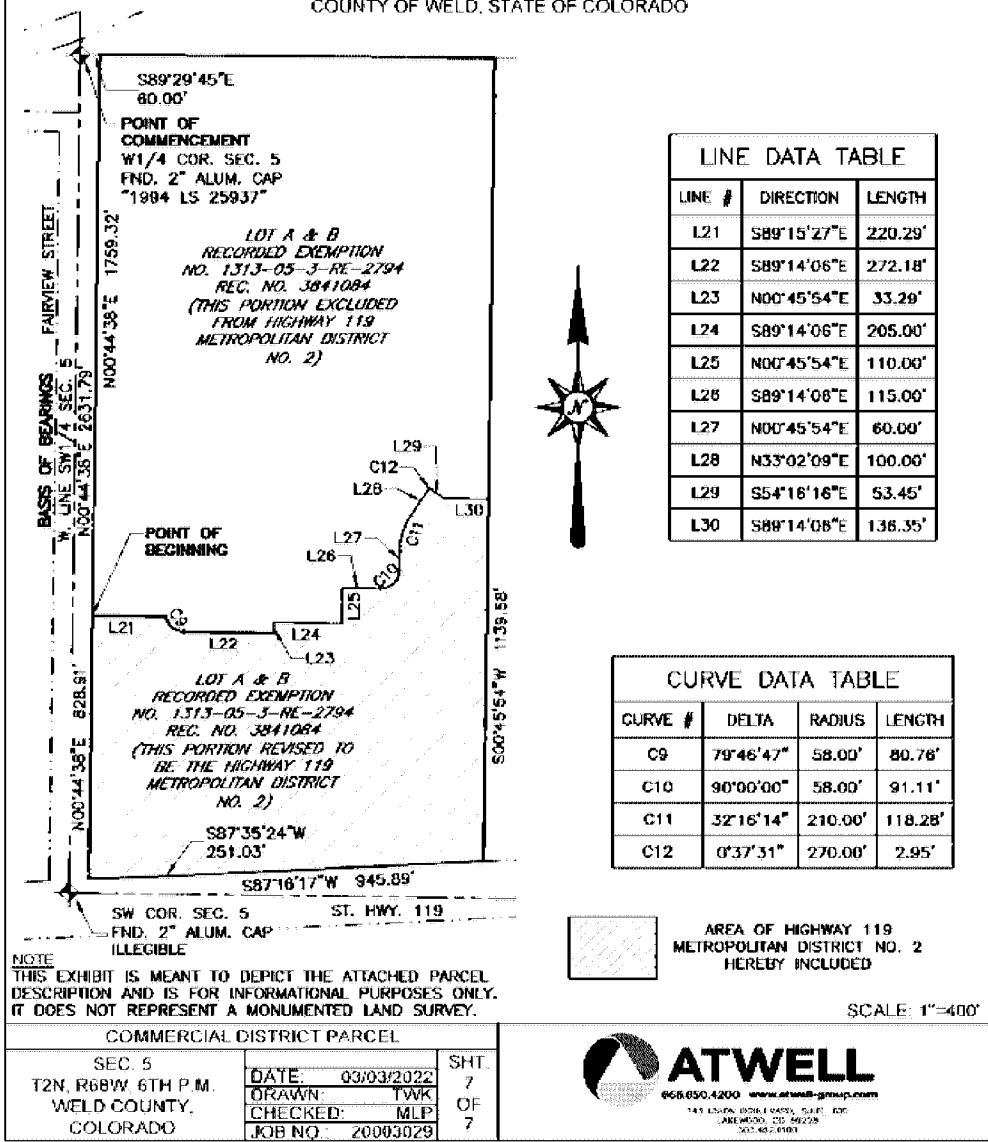 COUNTY OF WELD, STATE OF COLORADO
S89°29'45"E
60.00'
POINT OF
COMMENCEMENT
W1/4 COR. SEC. 5
FND. 2" ALUM. CAP
"1994 LS 25937"
LOT A & B
RECORDED EXEMPTION
NO. 1313-05-3-RE-2794
REC. NO. 3841084
(THIS PORTION EXCLUDED
FROM HIGHWAY 119
METROPOLITAN DISTRICT
NO. 2)
FAIRVIEW STREET
BASIS OF BEARINGS
W. LINE SW1/4 SEC. 5
N00°44'38"E 2631.79'
N00°44'38"E 1759.32'
POINT OF
BEGINNING
L29
C12
L28
L30
C11
L27
L26
C10
L25
L21
C9
L22
L24
L23
S00°45'54"W 1139.58'
N00°44'38"E 828.91'
LOT A & B
RECORDED EXEMPTION
NO. 1313-05-3-RE-2794
REC. NO. 3841084
(THIS PORTION REVISED TO
BE THE HIGHWAY 119
METROPOLITAN DISTRICT
NO. 2)
S87°35'24"W
251.03'
S87°16'17"W 945.89'
SW COR. SEC. 5
FND. 2" ALUM. CAP
ILLEGIBLE
ST. HWY. 119
N
LINE DATA TABLE
LINE # DIRECTION LENGTH
L21 S89°15'27"E 220.29'
L22 S89°14'06"E 272.18'
L23 N00°45'54"E 33.29'
L24 S89°14'06"E 205.00'
L25 N00°45'54"E 110.00'
L26 S89°14'06"E 115.00'
L27 N00°45'54"E 60.00'
L28 N33°02'09"E 100.00'
L29 S54°16'16"E 53.45'
L30 S89°14'06"E 136.35'
CURVE DATA TABLE
CURVE # DELTA RADIUS LENGTH
C9 79°46'47" 58.00' 80.76'
C10 90°00'00" 58.00' 91.11'
C11 32°16'14" 210.00' 118.28'
C12 0°37'31" 270.00' 2.95'
AREA OF HIGHWAY 119
METROPOLITAN DISTRICT NO. 2
HEREBY INCLUDED
NOTE
THIS EXHIBIT IS MEANT TO DEPICT THE ATTACHED PARCEL
DESCRIPTION AND IS FOR INFORMATIONAL PURPOSES ONLY.
IT DOES NOT REPRESENT A MONUMENTED LAND SURVEY.
SCALE: 1"=400'
COMMERCIAL DISTRICT PARCEL
SEC. 5
T2N, R68W, 6TH P.M.
WELD COUNTY,
COLORADO
DATE: 03/03/2022
DRAWN: TWK
CHECKED: MLP
JOB NO.: 20003029
SHT.
7
OF
7
ATWELL
866.850.4200 www.atwell-group.com
LAKEWOOD, CO